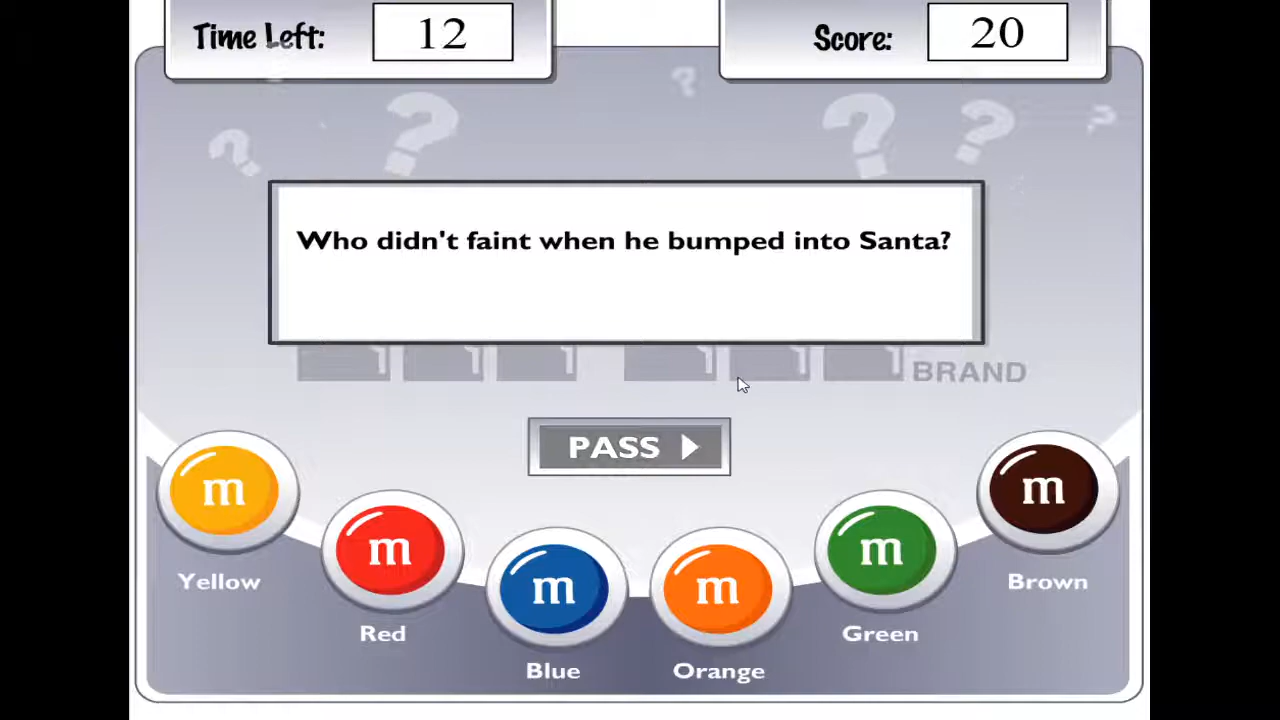 Time Left: 12
Score: 20
Who didn't faint when he bumped into Santa?
BRAND
PASS
m
m
m
m
m
m
Yellow
Red
Blue
Orange
Green
Brown